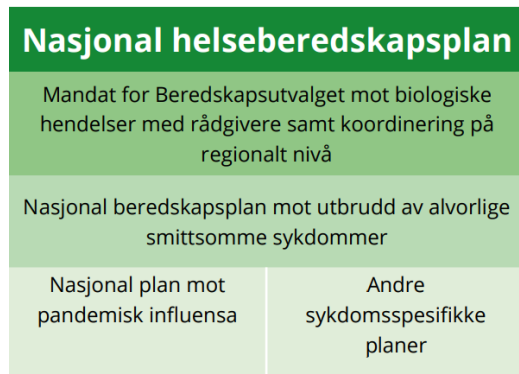 Nasjonal helseberedskapsplan
Mandat for Beredskapsutvalget mot biologiske
hendelser med rådgivere samt koordinering på
regionalt nivå
Nasjonal beredskapsplan mot utbrudd av alvorlige
smittsomme sykdommer
Nasjonal plan mot
pandemisk influensa
Andre
sykdomsspesifikke
planer